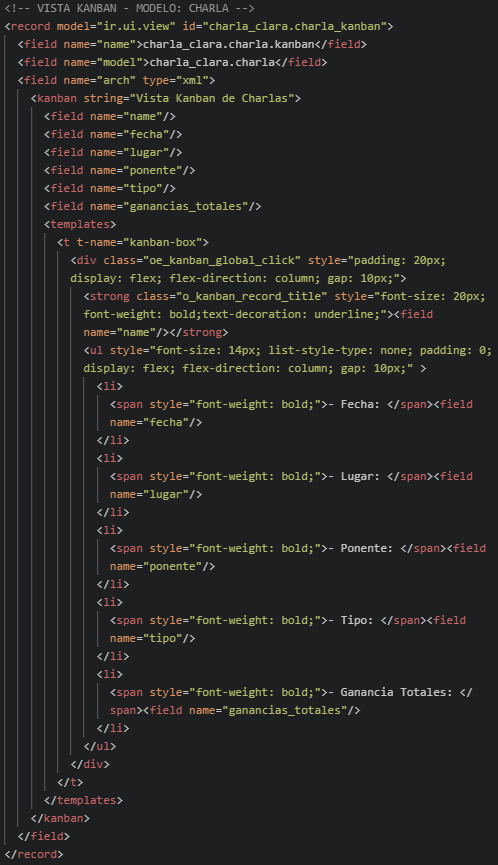 <!-- VISTA KANBAN - MODELO: CHARLA -->
<record model="ir.ui.view" id="charla_clara.charla_kanban">
<field name="name">charla_clara.charla.kanban</field>
<field name="model">charla_clara.charla</field>
<field name="arch" type="xml">
<kanban string="Vista Kanban de Charlas">
<field name="name"/>
<field name="fecha"/>
<field name="lugar"/>
<field name="ponente"/>
<field name="tipo"/>
<field name="ganancias_totales"/>
<templates>
<t t-name="kanban-box">
<div class="oe_kanban_global_click" style="padding: 20px;
display: flex; flex-direction: column; gap: 10px;">
<strong class="o_kanban_record_title" style="font-size: 20px;
font-weight: bold;text-decoration: underline;"><field
name="name"/></strong>
<ul style="font-size: 14px; list-style-type: none; padding: 0;
display: flex; flex-direction: column; gap: 10px;" >
<li>
<span style="font-weight: bold;">- Fecha: </span><field
name="fecha"/>
</li>
<li>
<span style="font-weight: bold;">- Lugar: </span><field
name="lugar"/>
</li>
<li>
<span style="font-weight: bold;">- Ponente: </span><field
name="ponente"/>
</li>
<li>
<span style="font-weight: bold;">- Tipo: </span><field
name="tipo"/>
</li>
<li>
<span style="font-weight: bold;">- Ganancia Totales: </
span><field name="ganancias_totales"/>
</li>
</ul>
</div>
</t>
</templates>
</kanban>
</field>
</record>